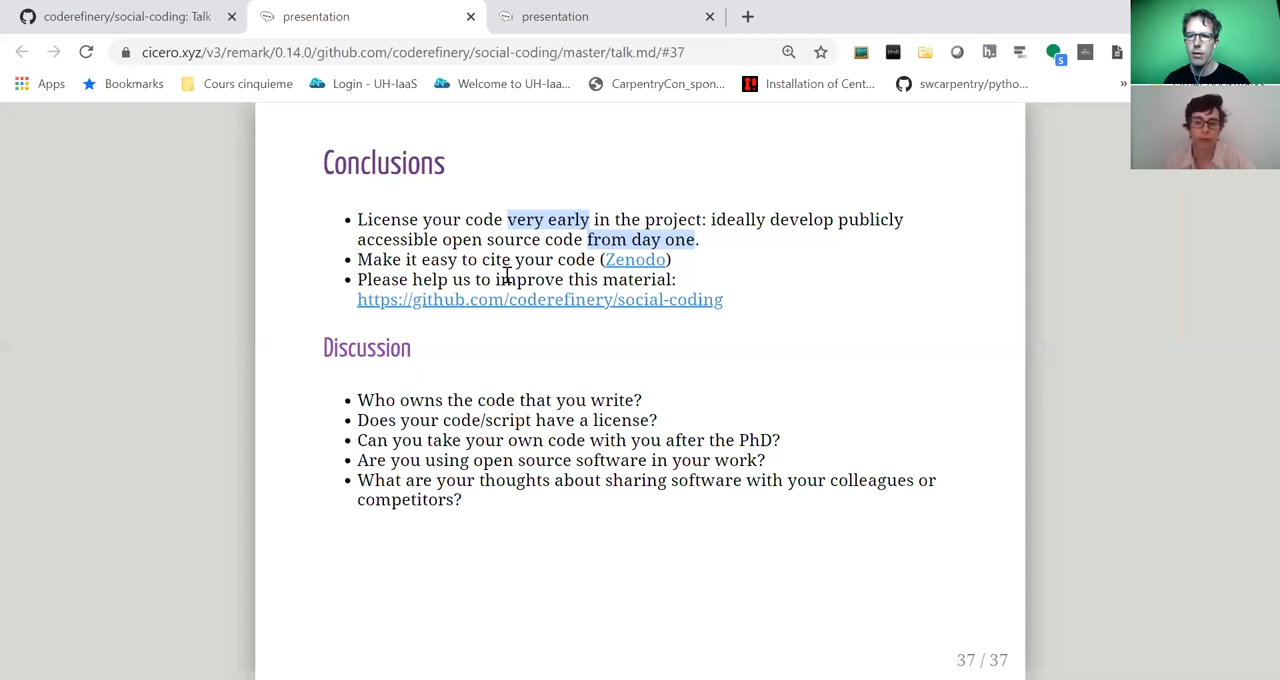 coderefinery/social-coding: Talk
presentation
presentation
cicero.xyz/v3/remark/0.14.0/github.com/coderefinery/social-coding/master/talk.md/#37
5
Apps
Bookmarks
Cours cinquieme
Login - UH-IaaS
Welcome to UH-Iaa...
CarpentryCon_spon...
Installation of Cent...
swcarpentry/pytho...
»
Conclusions
• License your code very early in the project: ideally develop publicly
accessible open source code from day one.
• Make it easy to cite your code (Zenodo)
• Please help us to improve this material:
https://github.com/coderefinery/social-coding
Discussion
• Who owns the code that you write?
• Does your code/script have a license?
• Can you take your own code with you after the PhD?
• Are you using open source software in your work?
• What are your thoughts about sharing software with your colleagues or
competitors?
37 / 37